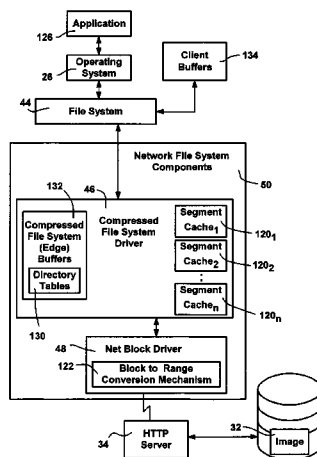 Application
126
Operating
System
26
Client
Buffers
134
File System
44
Network File System
Components
50
132
46
Compressed
File System
(Edge)
Buffers
Directory
Tables
130
Compressed
File System
Driver
Segment
Cache1
1201
Segment
Cache2
1202
Segment
Cachen
120n
48
Net Block Driver
122
Block to Range
Conversion Mechanism
HTTP
Server
34
32
Image